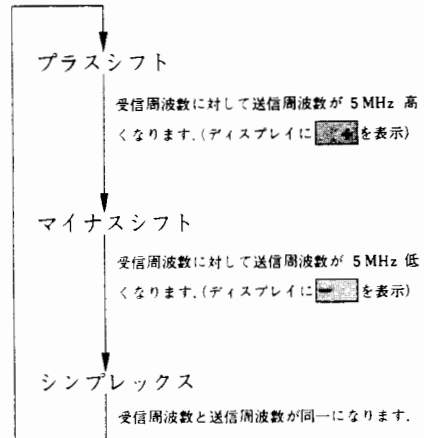 プラスシフト
受信周波数に対して送信周波数が 5 MHz 高
くなります.(ディスプレイに + を表示)
マイナスシフト
受信周波数に対して送信周波数が 5 MHz 低
くなります.(ディスプレイに － を表示)
シンプレックス
受信周波数と送信周波数が同一になります.